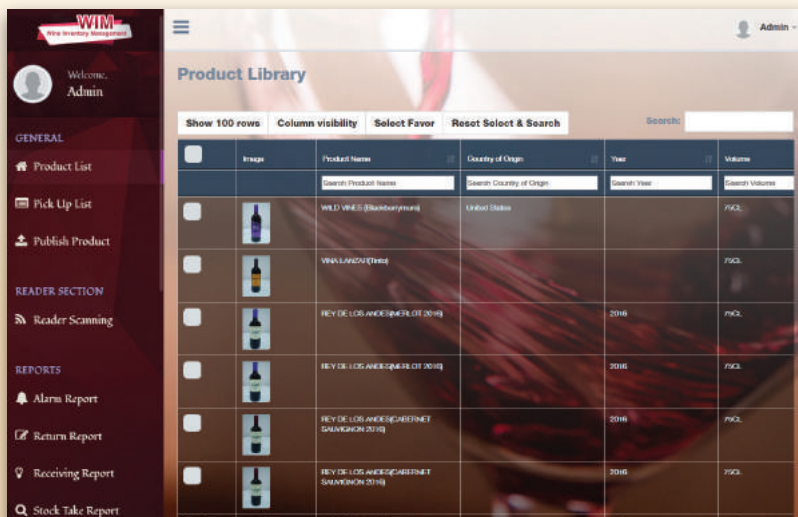 WIM
Wine Inventory Management
Admin
Welcome,
Admin
GENERAL
Product List
Pick Up List
Publish Product
READER SECTION
Reader Scanning
REPORTS
Alarm Report
Return Report
Receiving Report
Stock Take Report
Product Library
Show 100 rows Column visibility Select Favor Reset Select & Search Search:
Image Product Name Country of Origin Year Volume
Search Product Name Search Country of Origin Search Year Search Volume
WILD VINES (Blackberrymura) United States 75CL
VINA LANZAR(Tinto) 75CL
REY DE LOS ANDES(MERLOT 2016) 2016 75CL
REY DE LOS ANDES(MERLOT 2016) 2016 75CL
REY DE LOS ANDES(CABERNET
SAUVIGNON 2016) 2016 75CL
REY DE LOS ANDES(CABERNET
SAUVIGNON 2016) 2016 75CL